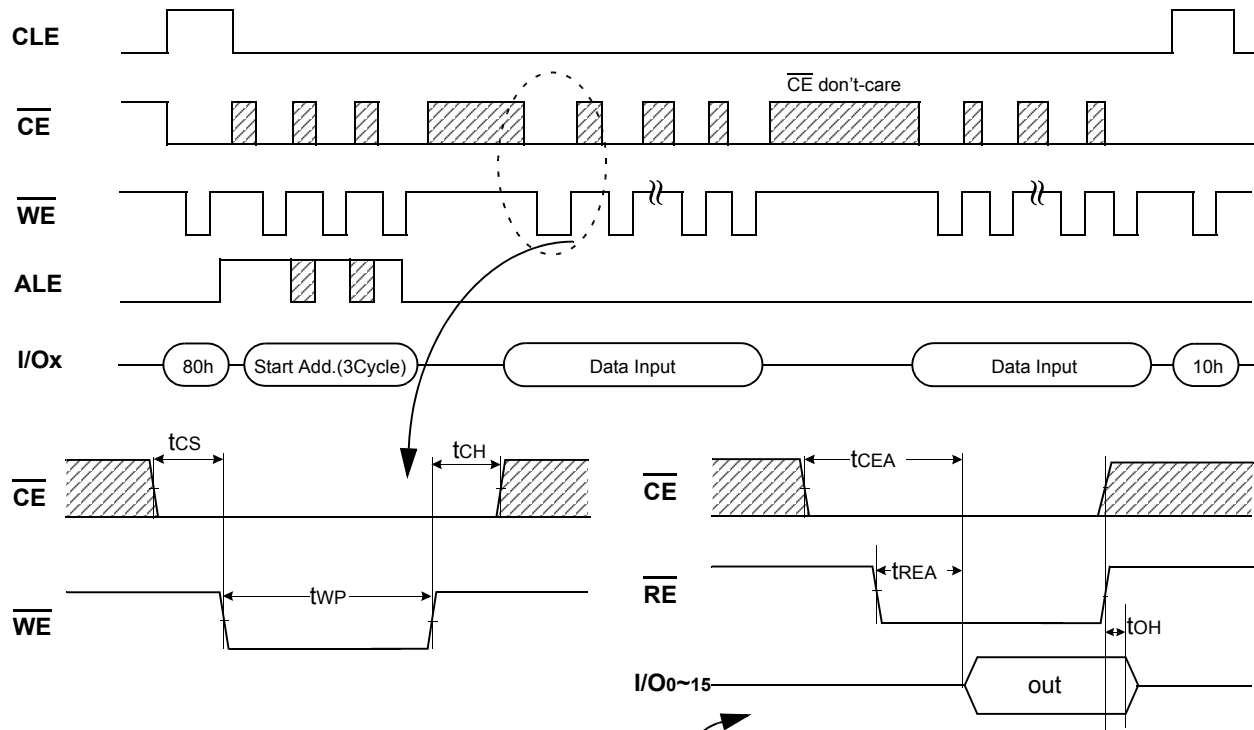 CLE
CE don't-care
CE
WE
ALE
I/Ox
80h
Start Add.(3Cycle)
Data Input
Data Input
10h
tCS
tCH
CE
tWP
WE
tCEA
CE
tREA
RE
tOH
I/O0~15
out